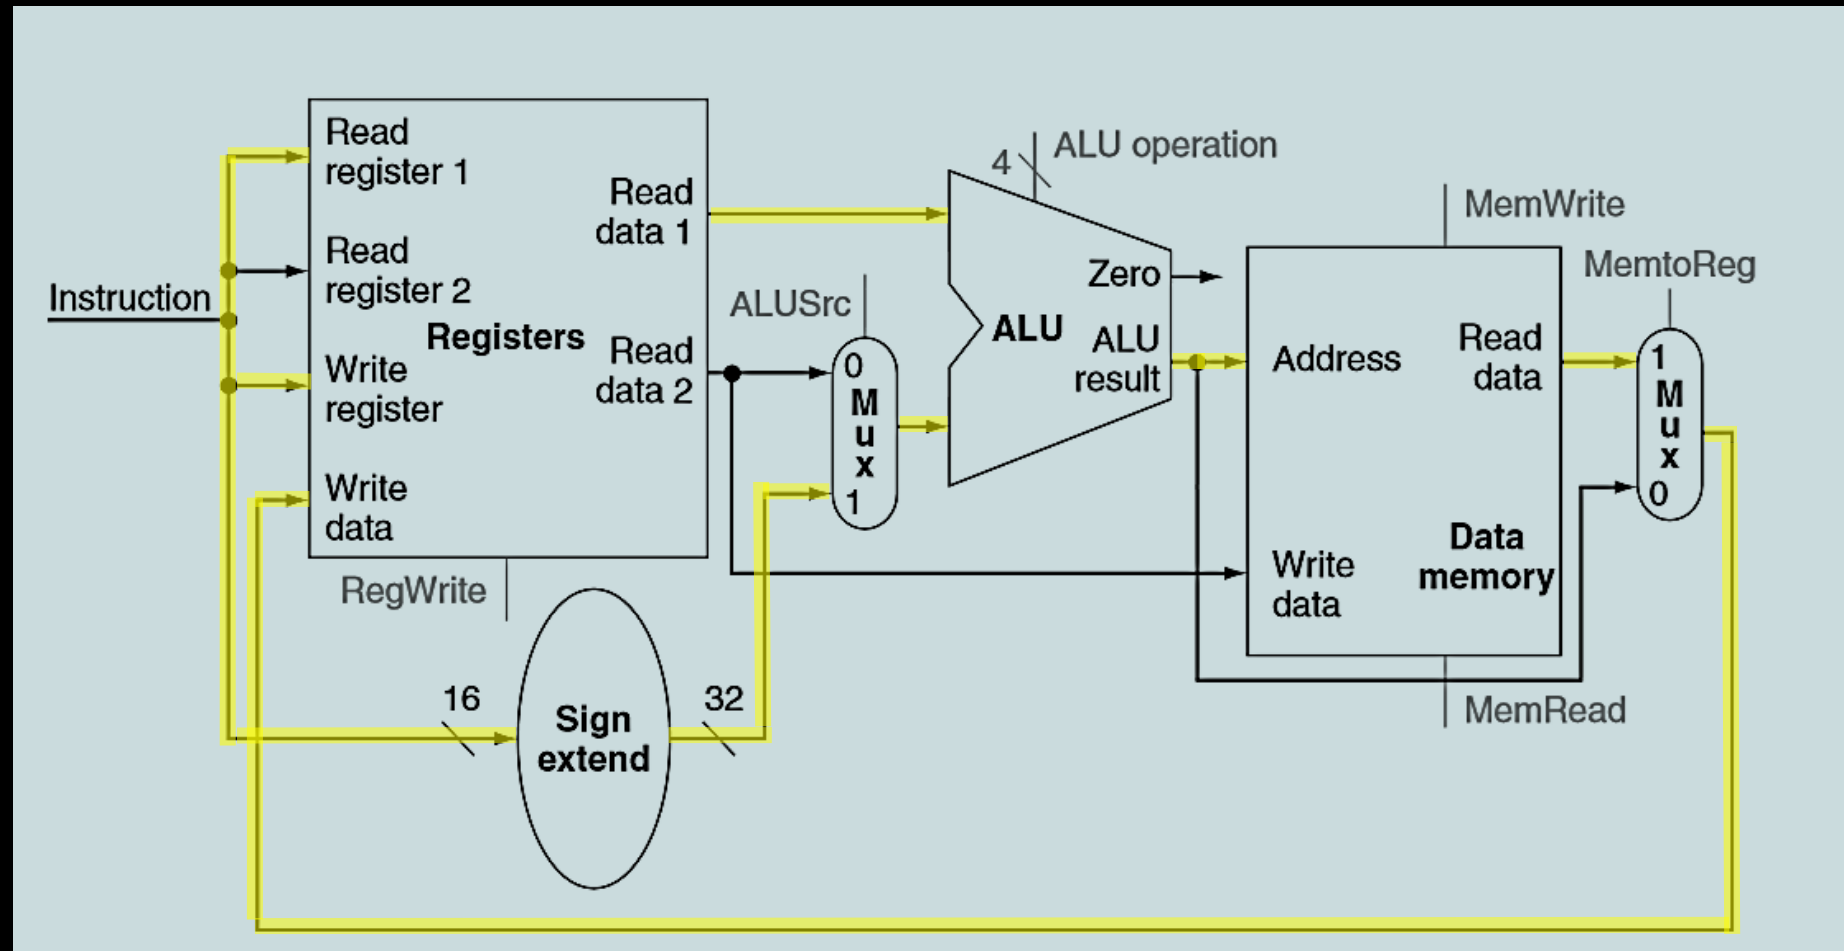 Instruction
Read
register 1
Read
register 2
Registers
Write
register
Write
data
Read
data 1
Read
data 2
RegWrite
16
Sign
extend
32
ALUSrc
0
M
u
x
1
4
ALU operation
ALU
Zero
ALU
result
MemWrite
Address
Read
data
Write
data
Data
memory
MemRead
MemtoReg
1
M
u
x
0